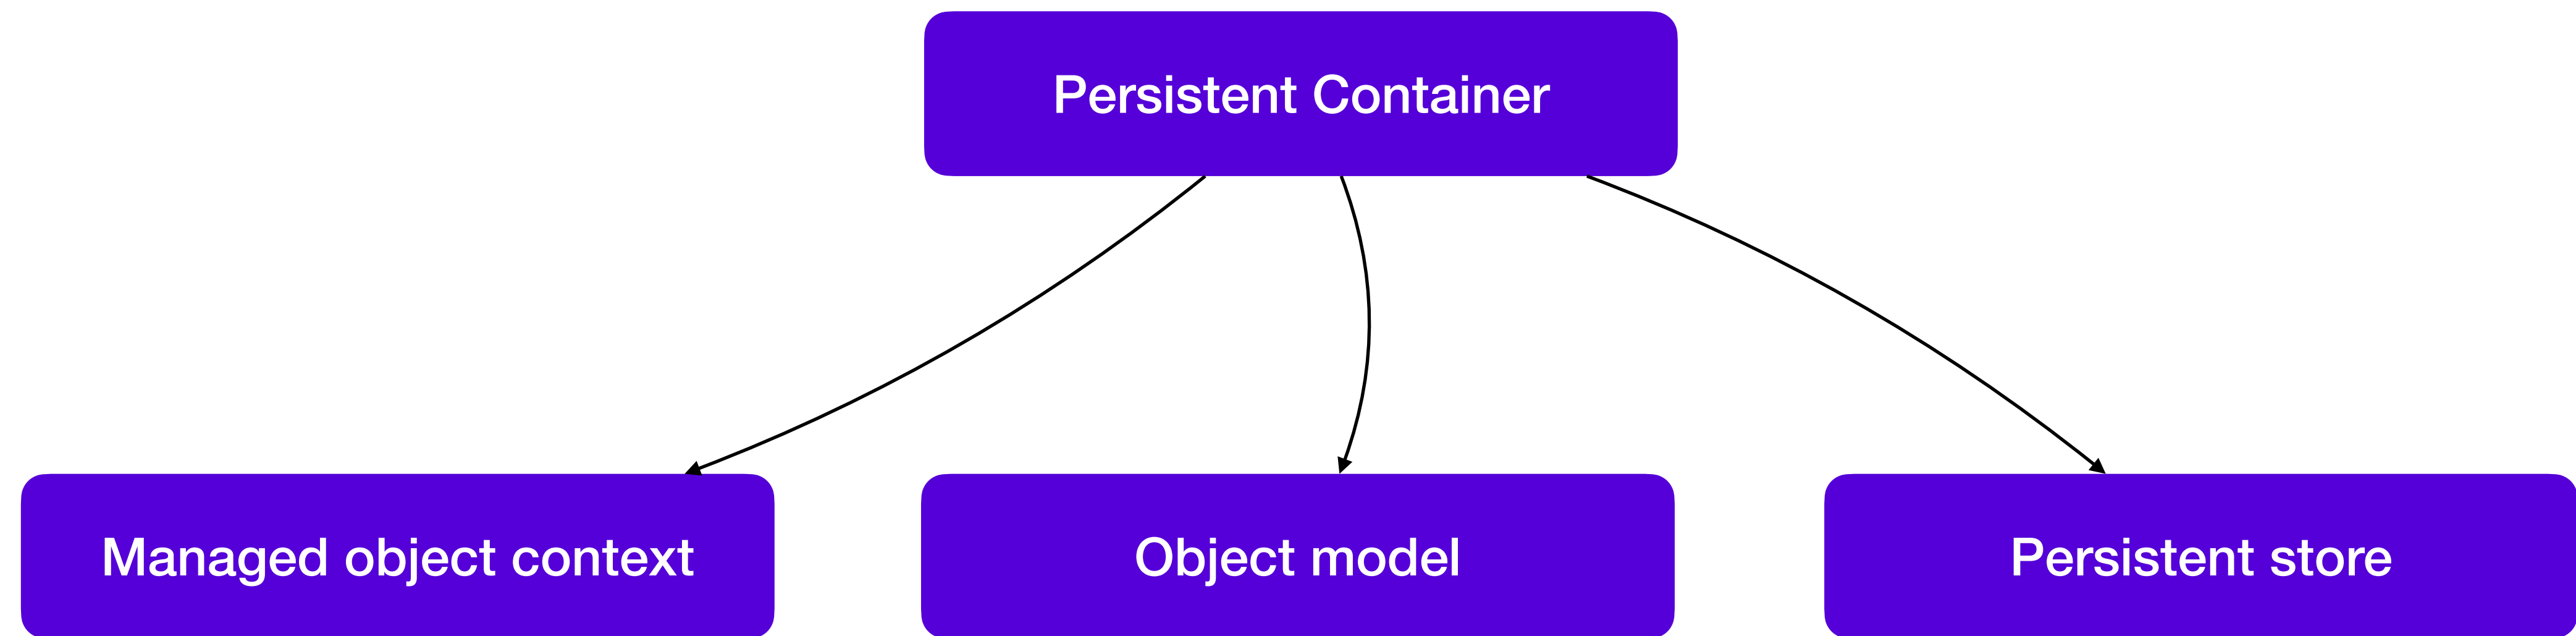 Persistent Container
Managed object context
Object model
Persistent store